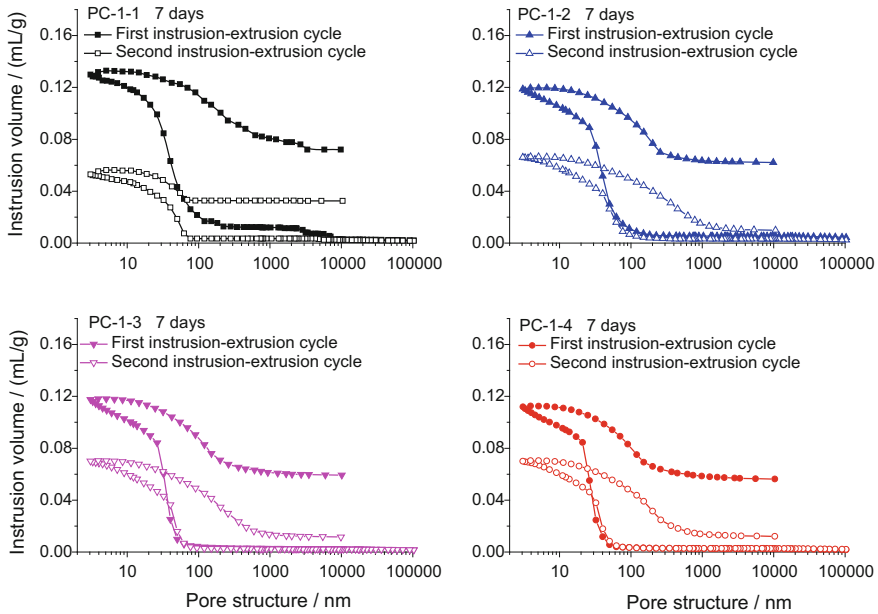 PC-1-1 7 days
First instrusion-extrusion cycle
Second instrusion-extrusion cycle
Instrusion volume / (mL/g)
0.16
0.12
0.08
0.04
0.00
10 100 1000 10000 100000
PC-1-2 7 days
First instrusion-extrusion cycle
Second instrusion-extrusion cycle
0.16
0.12
0.08
0.04
0.00
10 100 1000 10000 100000
PC-1-3 7 days
First instrusion-extrusion cycle
Second instrusion-extrusion cycle
Instrusion volume / (mL/g)
0.16
0.12
0.08
0.04
0.00
10 100 1000 10000 100000
Pore structure / nm
PC-1-4 7 days
First instrusion-extrusion cycle
Second instrusion-extrusion cycle
0.16
0.12
0.08
0.04
0.00
10 100 1000 10000 100000
Pore structure / nm